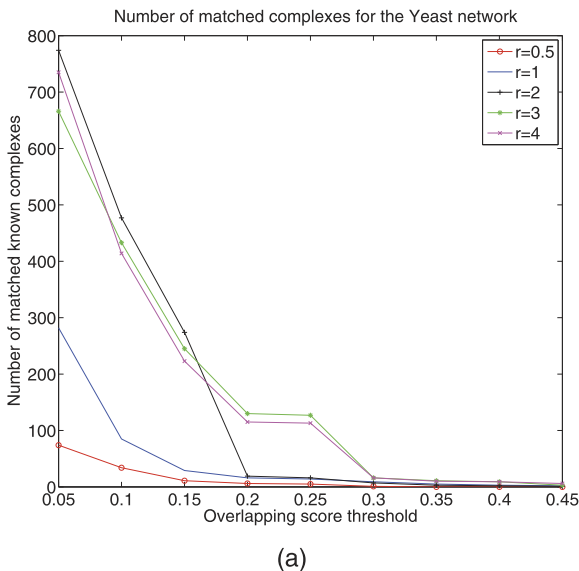 Number of matched complexes for the Yeast network
800
700
600
500
400
300
200
100
0
Number of matched known complexes
r=0.5
r=1
r=2
r=3
r=4
0.05 0.1 0.15 0.2 0.25 0.3 0.35 0.4 0.45
Overlapping score threshold
(a)